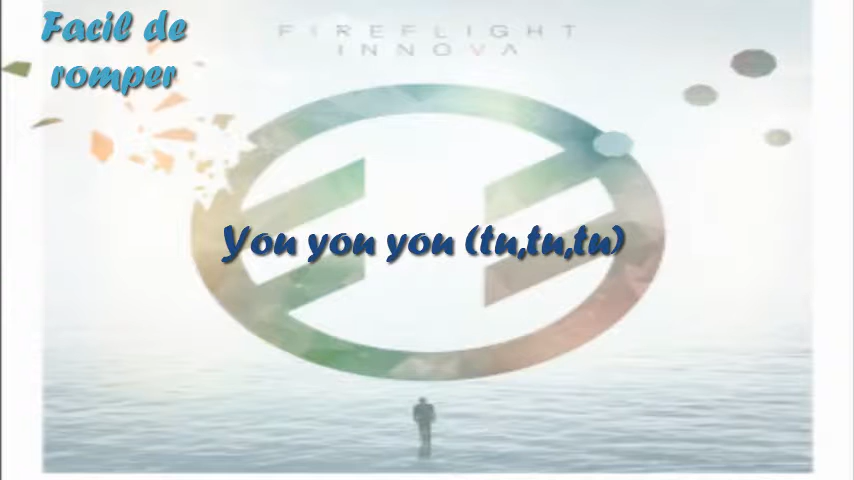 Facil de
romper
FIREFLIGHT
INNOVA
You you you (tu,tu,tu)